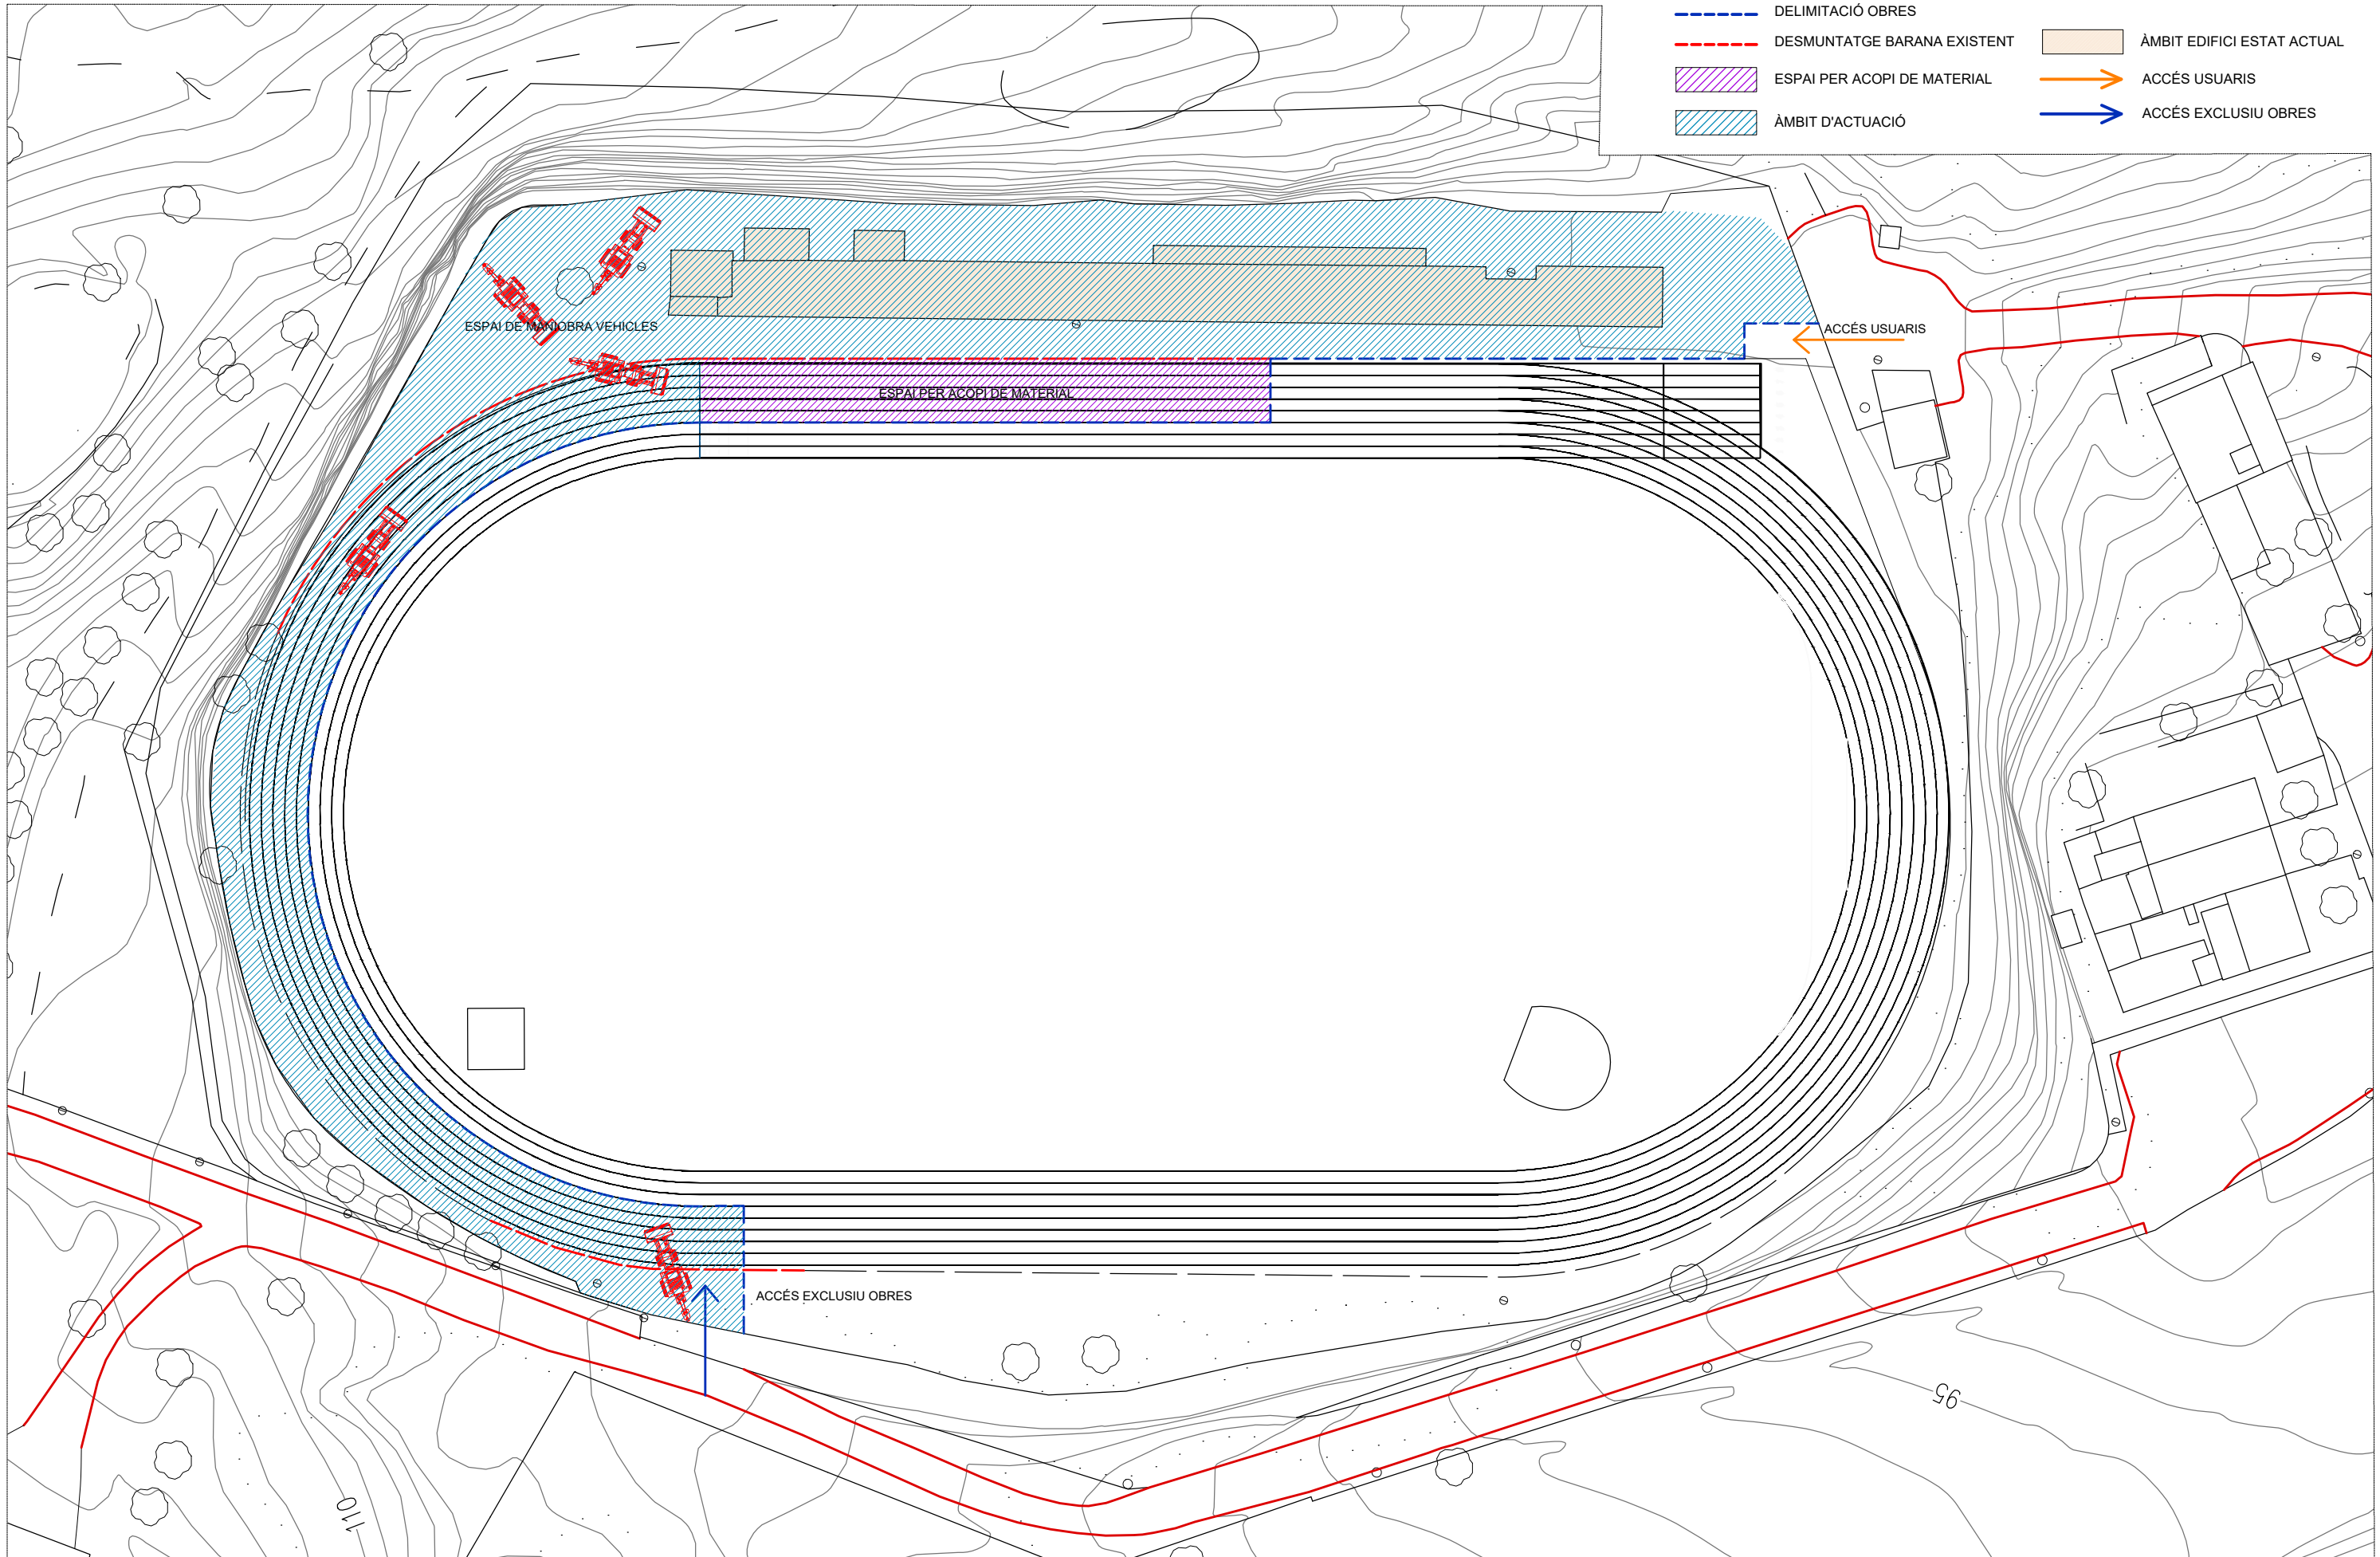 DELIMITACIÓ OBRES
DESMUNTATGE BARANA EXISTENT
ÀMBIT EDIFICI ESTAT ACTUAL
ESPAI PER ACOPI DE MATERIAL
ACCÉS USUARIS
ÀMBIT D'ACTUACIÓ
ACCÉS EXCLUSIU OBRES
ESPAI DE MANIOBRA VEHICLES
ACCÉS USUARIS
ESPAI PER ACOPI DE MATERIAL
ACCÉS EXCLUSIU OBRES
95
110